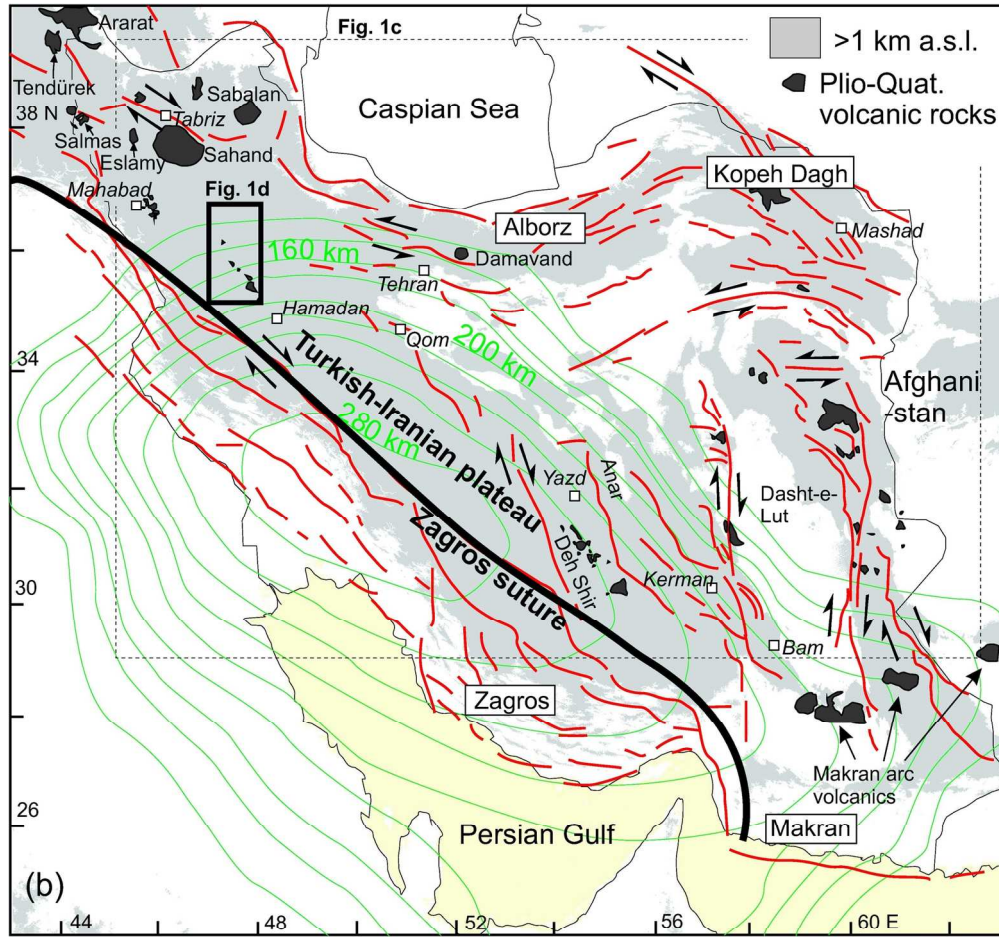 Ararat
Fig. 1c
>1 km a.s.l.
Plio-Quat.
volcanic rocks
Tendürek
38 N
Sabalan
Caspian Sea
Tabriz
Salmas
Eslamy
Sahand
Mahabad
Fig. 1d
Kopeh Dagh
Mashad
Alborz
160 km
Damavand
Tehran
Hamadan
Qom
200 km
34
Afghani
-stan
Turkish-Iranian plateau
280 km
Yazd
Anar
Dasht-e-
Lut
Zagros suture
Deh Shir
Kerman
30
Bam
Zagros
Makran arc
volcanics
26
Persian Gulf
Makran
(b)
44
48
52
56
60 E